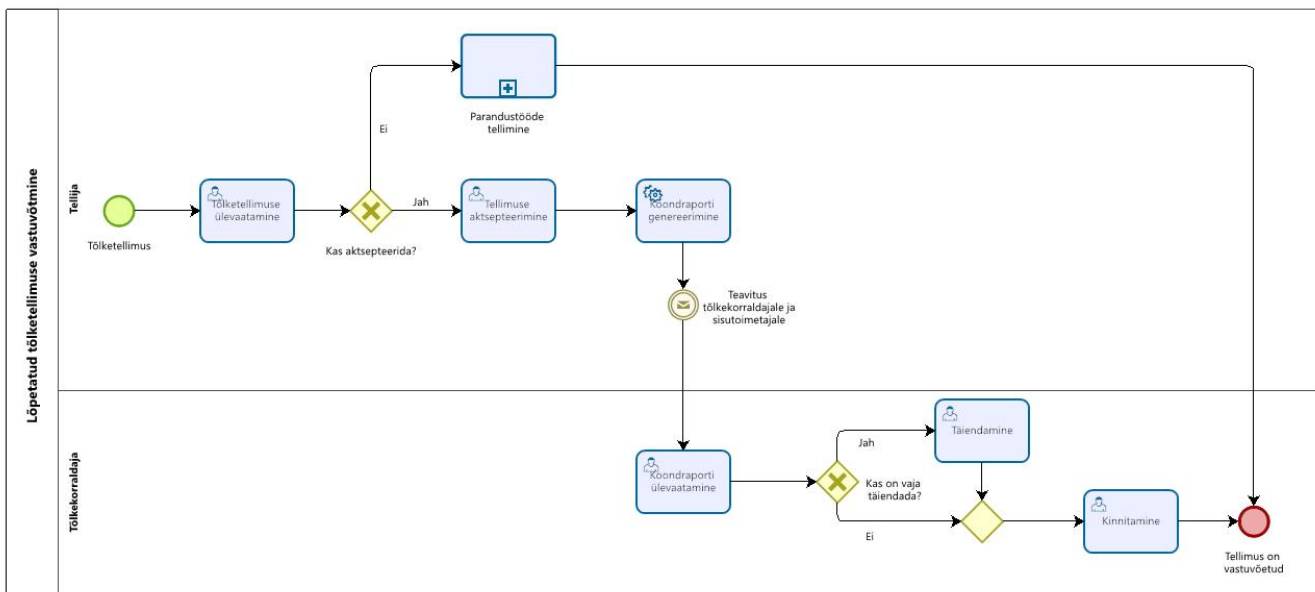 Lõpetatud tõlketellimuse vastuvõtmine
Tellija
Tõlketellimus
Tõlketellimuse
ülevaatamine
Kas aktsepteerida?
Ei
Parandustööde
tellimine
Jah
Tellimuse
aktsepteerimine
Koondraporti
genereerimine
Teavitus
tõlkekorraldajale ja
sisutoimetajale
Tõlkekorraldaja
Koondraporti
ülevaatamine
Kas on vaja
täiendada?
Jah
Täiendamine
Ei
Kinnitamine
Tellimus on
vastuvõetud